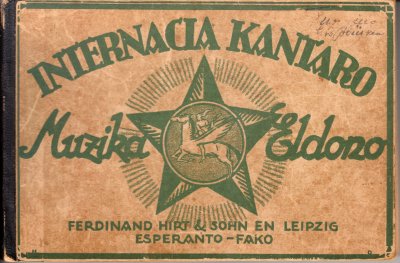 INTERNACIA KANTARO
Muzika Eldono
FERDINAND HIRT & SOHN EN LEIPZIG
ESPERANTO-FAKO